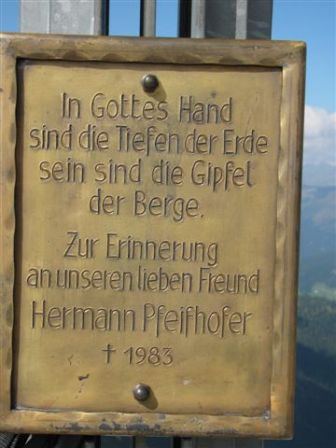 In Gottes Hand
sind die Tiefen der Erde
sein sind die Gipfel
der Berge.
Zur Erinnerung
an unseren lieben Freund
Hermann Pfeifhofer
† 1983